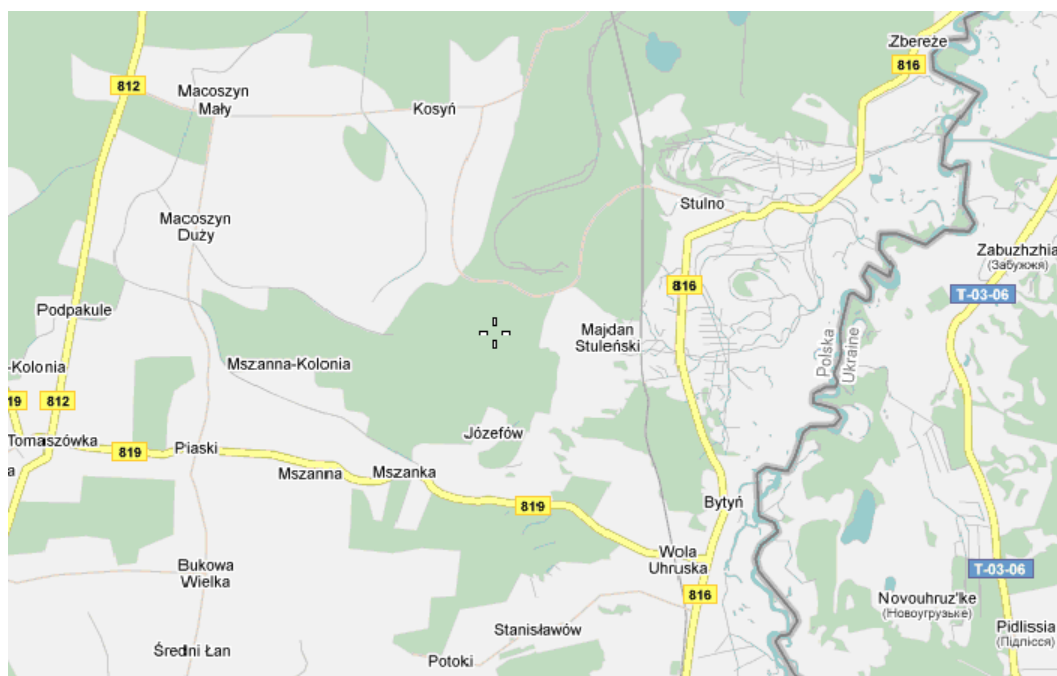 Zbereże
816
812
Macoszyn
Mały
Kosyń
Stulno
Macoszyn
Duży
Zabuzhzhia
(Забужжя)
816
T-03-06
Podpakule
Majdan
Stuleński
Polska
Ukraine
Mszanna-Kolonia
-Kolonia
19
812
Józefów
Tomaszówka
819
Piaski
a
Mszanna
Mszanka
819
Bytyń
Wola
Uhruska
Bukowa
Wielka
T-03-06
816
Novouhruz'ke
(Новоугрузьке)
Stanisławów
Pidlissia
(Підлісся)
Średni Łan
Potoki